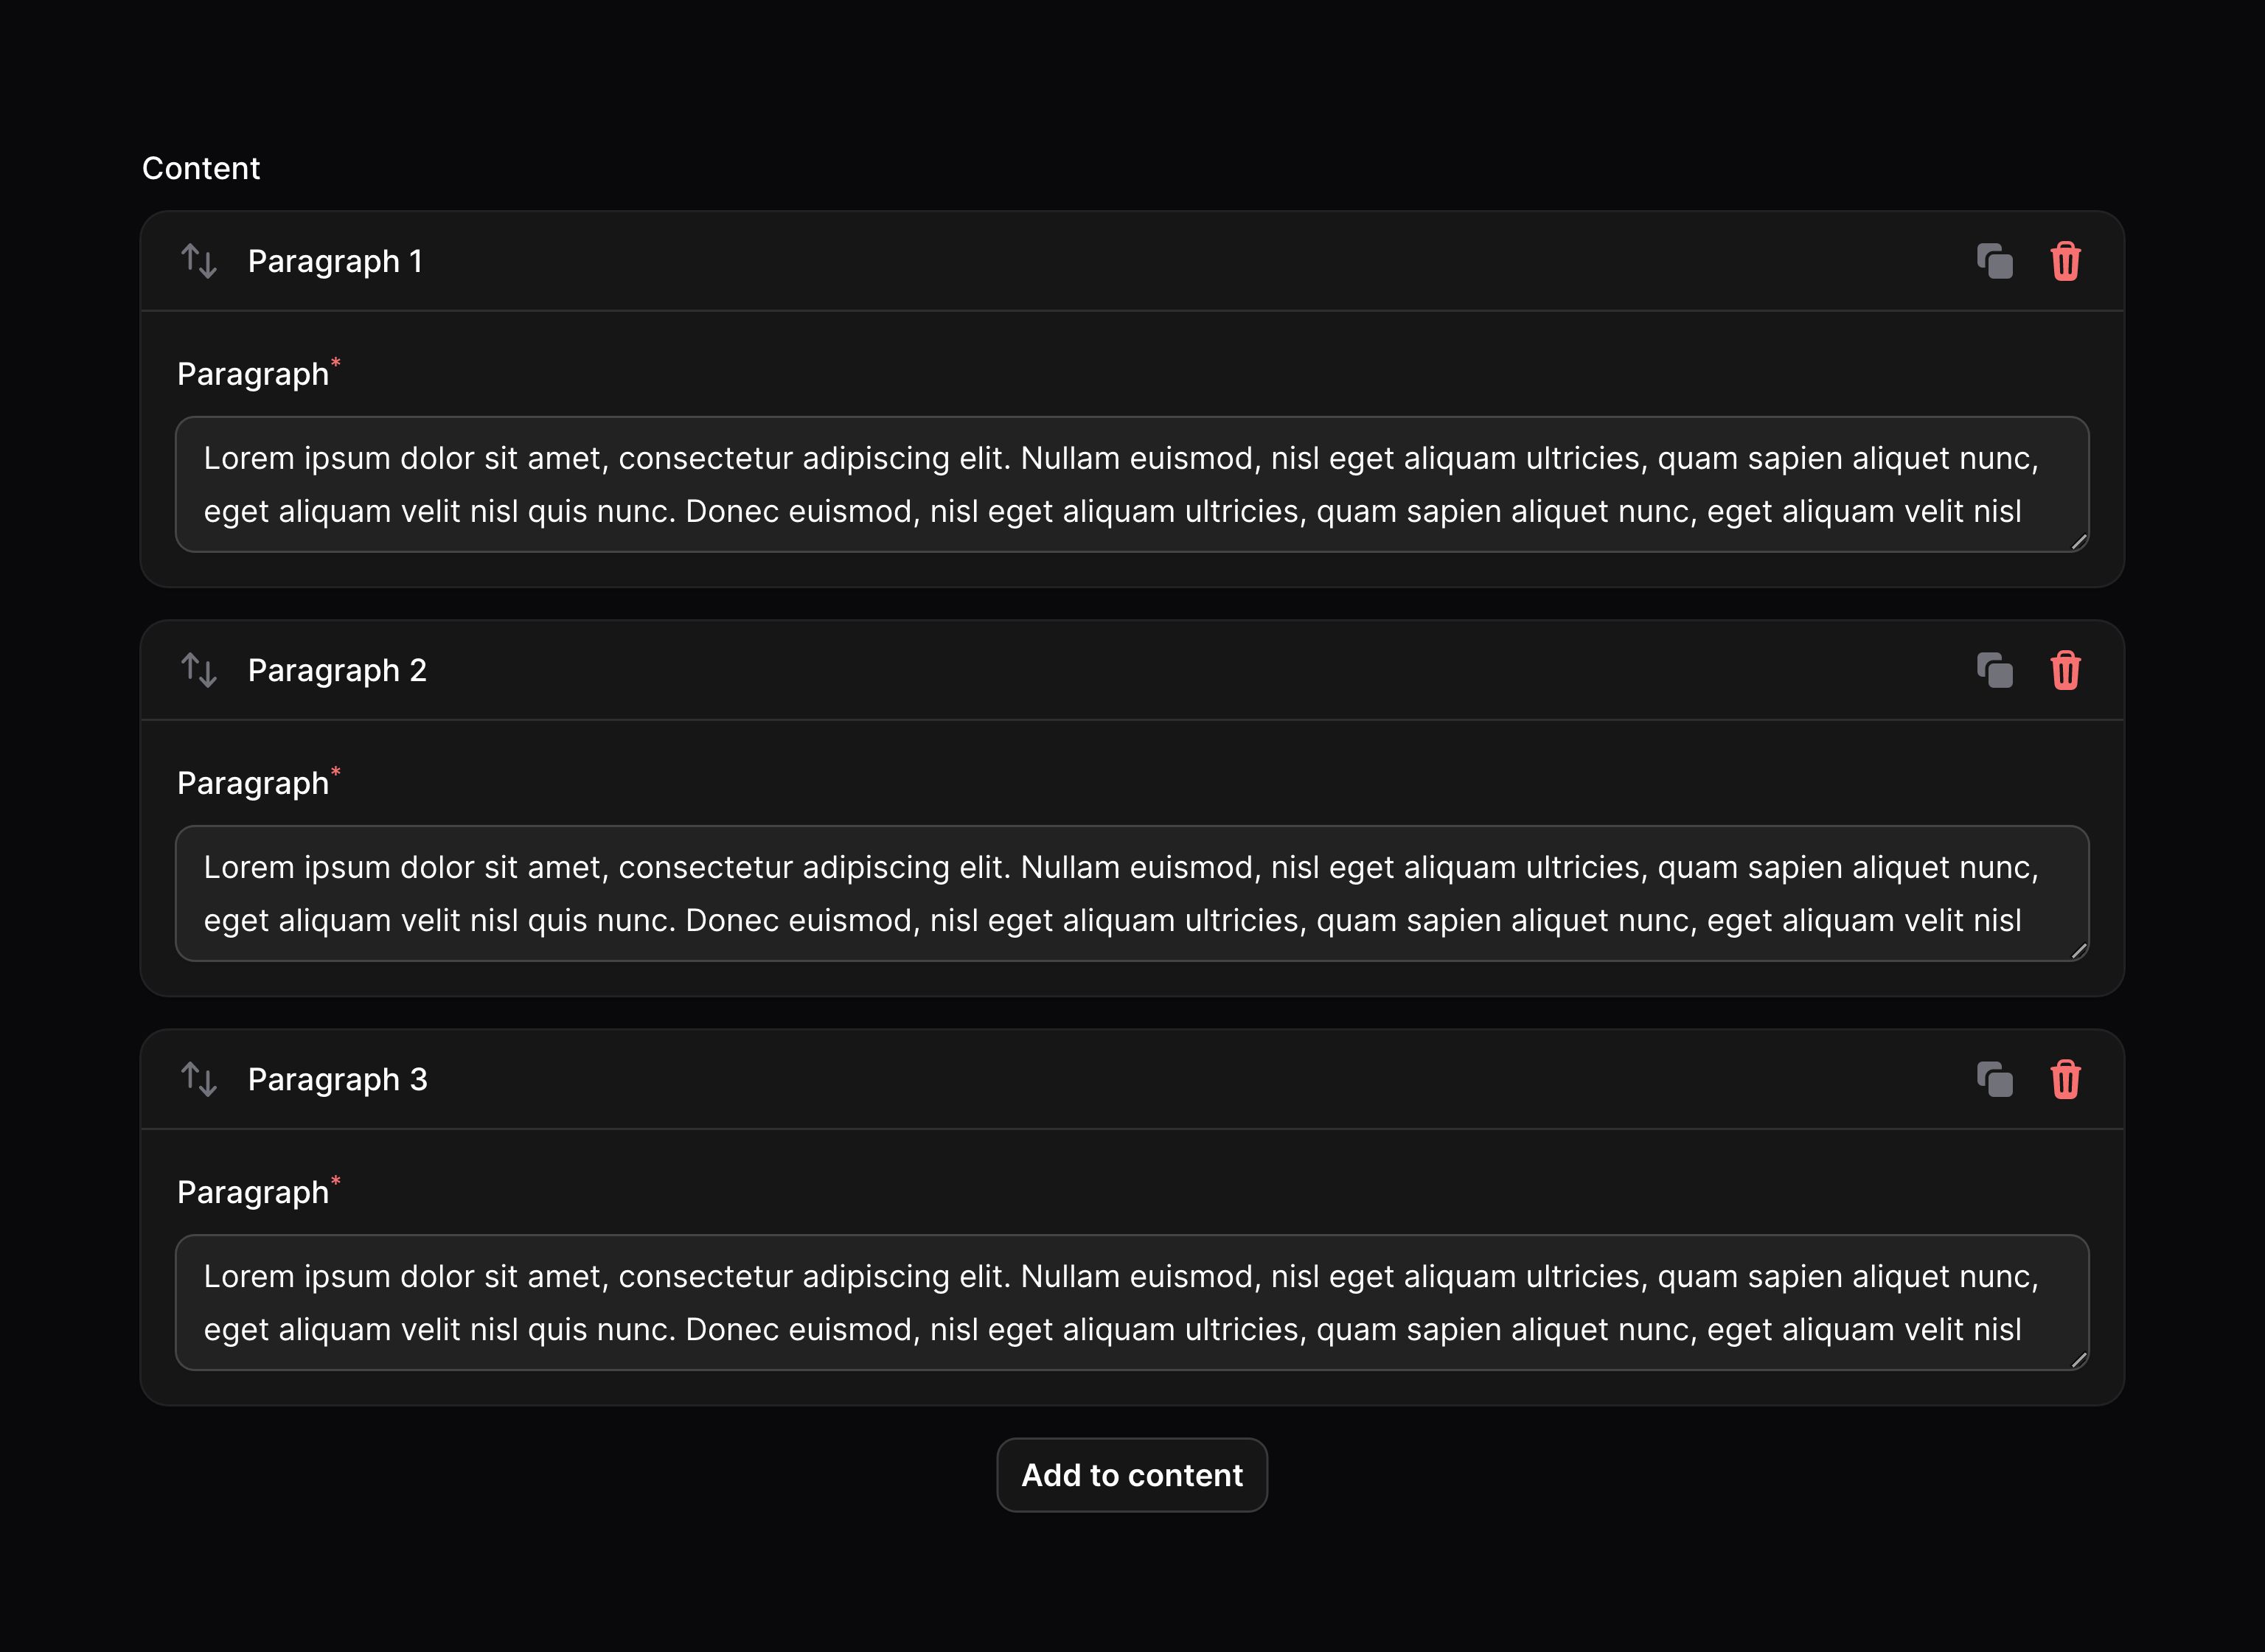 Content
Paragraph 1
Paragraph*
Lorem ipsum dolor sit amet, consectetur adipiscing elit. Nullam euismod, nisl eget aliquam ultricies, quam sapien aliquet nunc,
eget aliquam velit nisl quis nunc. Donec euismod, nisl eget aliquam ultricies, quam sapien aliquet nunc, eget aliquam velit nisl
Paragraph 2
Paragraph*
Lorem ipsum dolor sit amet, consectetur adipiscing elit. Nullam euismod, nisl eget aliquam ultricies, quam sapien aliquet nunc,
eget aliquam velit nisl quis nunc. Donec euismod, nisl eget aliquam ultricies, quam sapien aliquet nunc, eget aliquam velit nisl
Paragraph 3
Paragraph*
Lorem ipsum dolor sit amet, consectetur adipiscing elit. Nullam euismod, nisl eget aliquam ultricies, quam sapien aliquet nunc,
eget aliquam velit nisl quis nunc. Donec euismod, nisl eget aliquam ultricies, quam sapien aliquet nunc, eget aliquam velit nisl
Add to content